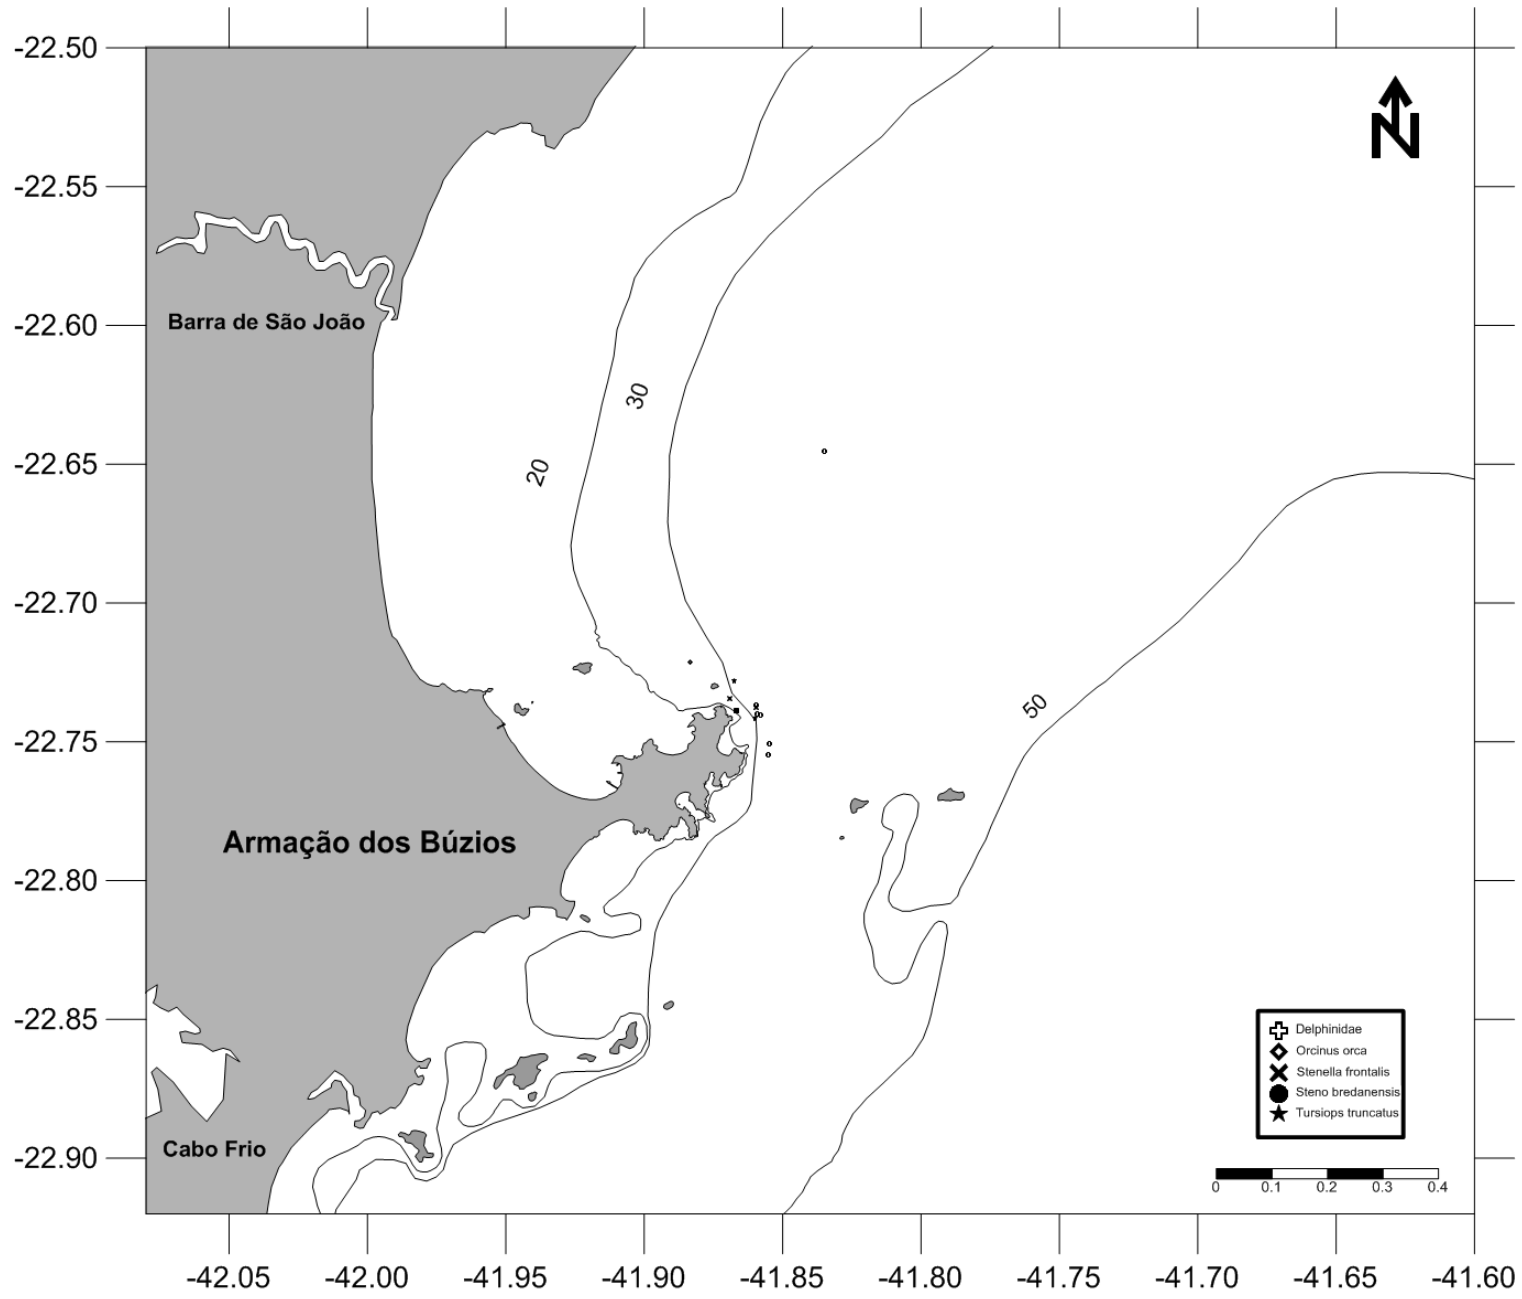 -22.50
N
-22.55
Barra de São João
-22.60
30
20
-22.65
-22.70
50
-22.75
Armação dos Búzios
-22.80
-22.85
Delphinidae
Orcinus orca
Stenella frontalis
Steno bredanensis
Tursiops truncatus
Cabo Frio
-22.90
0 0.1 0.2 0.3 0.4
-42.05 -42.00 -41.95 -41.90 -41.85 -41.80 -41.75 -41.70 -41.65 -41.60